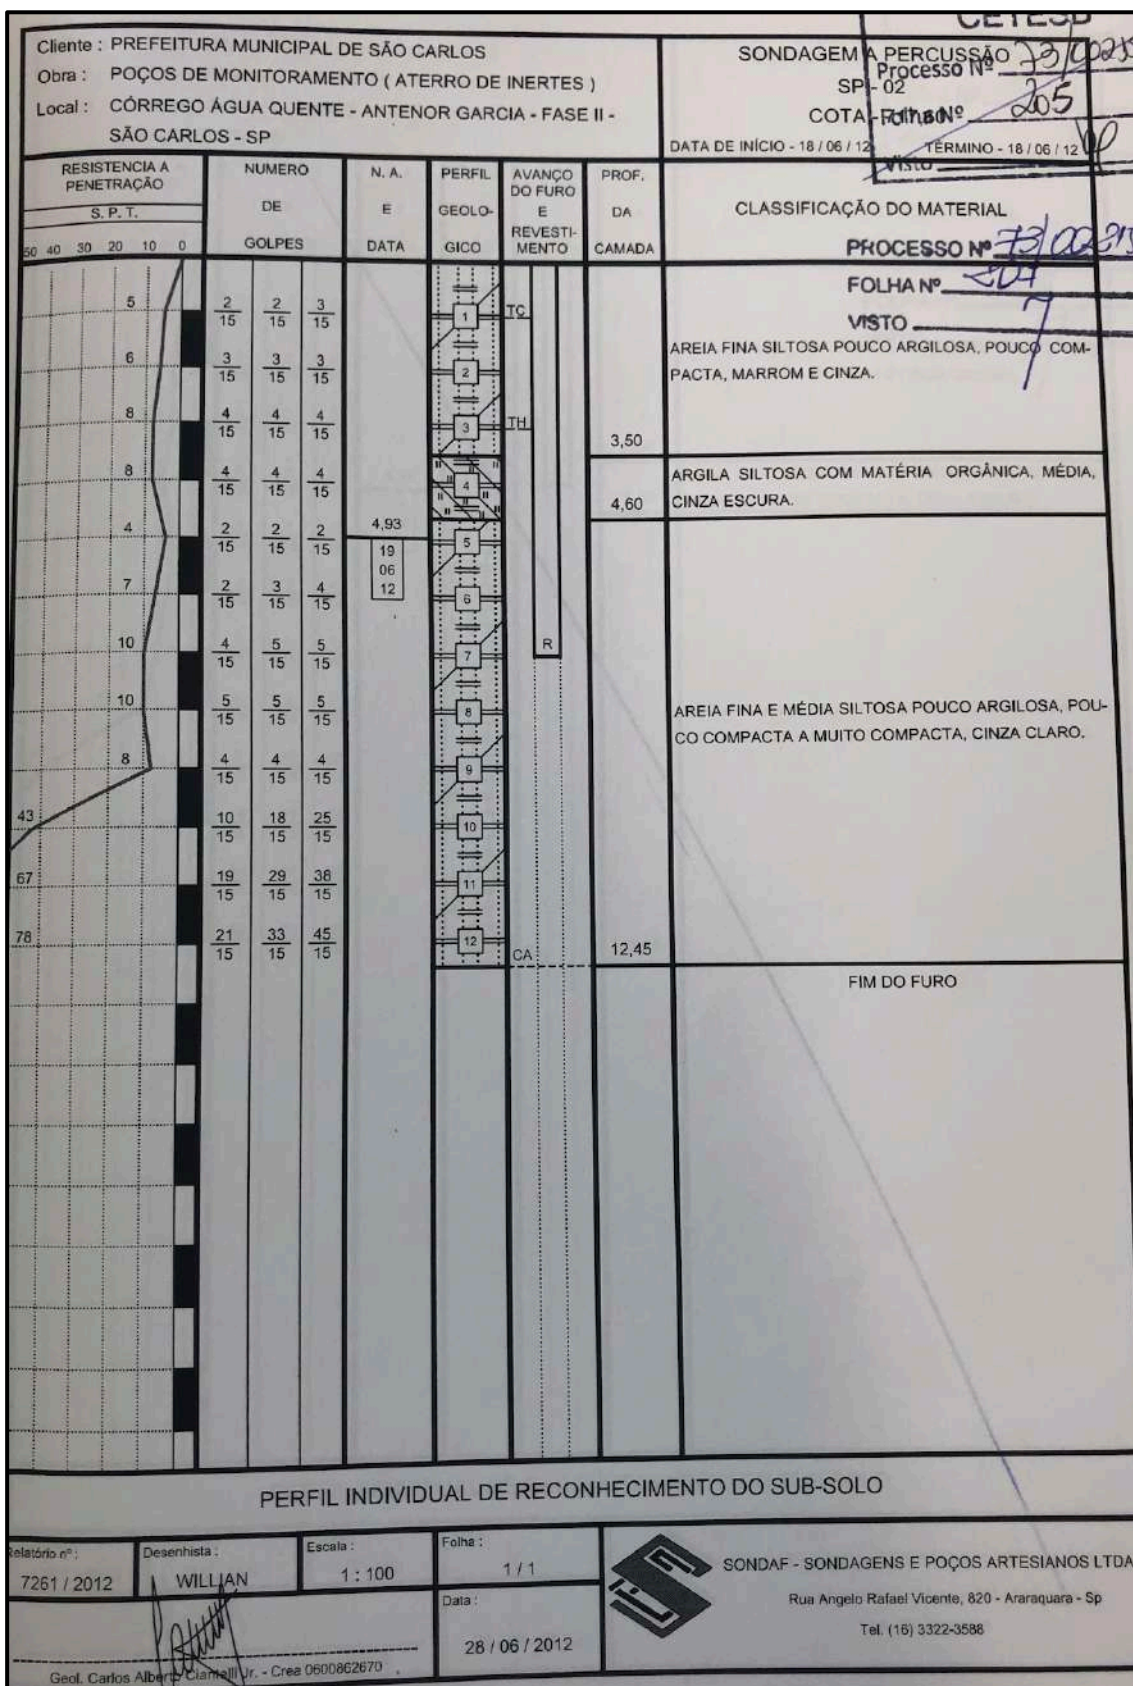 CETESB
Cliente : PREFEITURA MUNICIPAL DE SÃO CARLOS
Obra : POÇOS DE MONITORAMENTO ( ATERRO DE INERTES )
Local : CÓRREGO ÁGUA QUENTE - ANTENOR GARCIA - FASE II -
SÃO CARLOS - SP
SONDAGEM A PERCUSSÃO
Processo Nº
SP - 02
COTA -
Folha Nº 205
DATA DE INÍCIO - 18 / 06 / 12 TÉRMINO - 18 / 06 / 12
Visto
RESISTENCIA A
PENETRAÇÃO
S. P. T.
50 40 30 20 10 0
NUMERO
DE
GOLPES
N. A.
E
DATA
PERFIL
GEOLO-
GICO
AVANÇO
DO FURO
E
REVESTI-
MENTO
PROF.
DA
CAMADA
CLASSIFICAÇÃO DO MATERIAL
PROCESSO Nº
FOLHA Nº
VISTO
5 2/15 2/15 3/15 1 TC
6 3/15 3/15 3/15 2
8 4/15 4/15 4/15 3 TH
3,50
AREIA FINA SILTOSA POUCO ARGILOSA, POUCO COM-
PACTA, MARROM E CINZA.
8 4/15 4/15 4/15 4
4,60
ARGILA SILTOSA COM MATÉRIA ORGÂNICA, MÉDIA,
CINZA ESCURA.
4 2/15 2/15 2/15 4,93 5
19
06
12
7 2/15 3/15 4/15 6
10 4/15 5/15 5/15 7 R
10 5/15 5/15 5/15 8
AREIA FINA E MÉDIA SILTOSA POUCO ARGILOSA, POU-
CO COMPACTA A MUITO COMPACTA, CINZA CLARO.
8 4/15 4/15 4/15 9
43 10/15 18/15 25/15 10
67 19/15 29/15 38/15 11
78 21/15 33/15 45/15 12 CA 12,45
FIM DO FURO
PERFIL INDIVIDUAL DE RECONHECIMENTO DO SUB-SOLO
Relatório nº :
7261 / 2012
Desenhista :
WILLIAN
Escala :
1 : 100
Folha :
1 / 1
Data :
28 / 06 / 2012
Geol. Carlos Alberto Jr. - Crea 0600862670
SONDAF - SONDAGENS E POÇOS ARTESIANOS LTDA
Rua Angelo Rafael Vicente, 820 - Araraquara - Sp
Tel. (16) 3322-3588